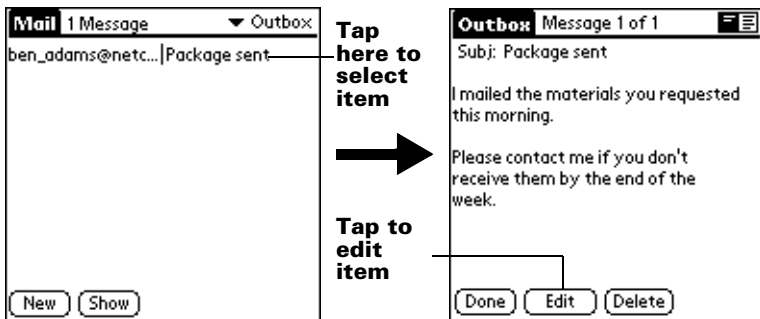 Mail 1 Message Outbox
ben_adams@netc... Package sent
New Show
Tap
here to
select
item
Tap to
edit
item
Outbox Message 1 of 1
Subj: Package sent
I mailed the materials you requested
this morning.
Please contact me if you don't
receive them by the end of the
week.
Done Edit Delete